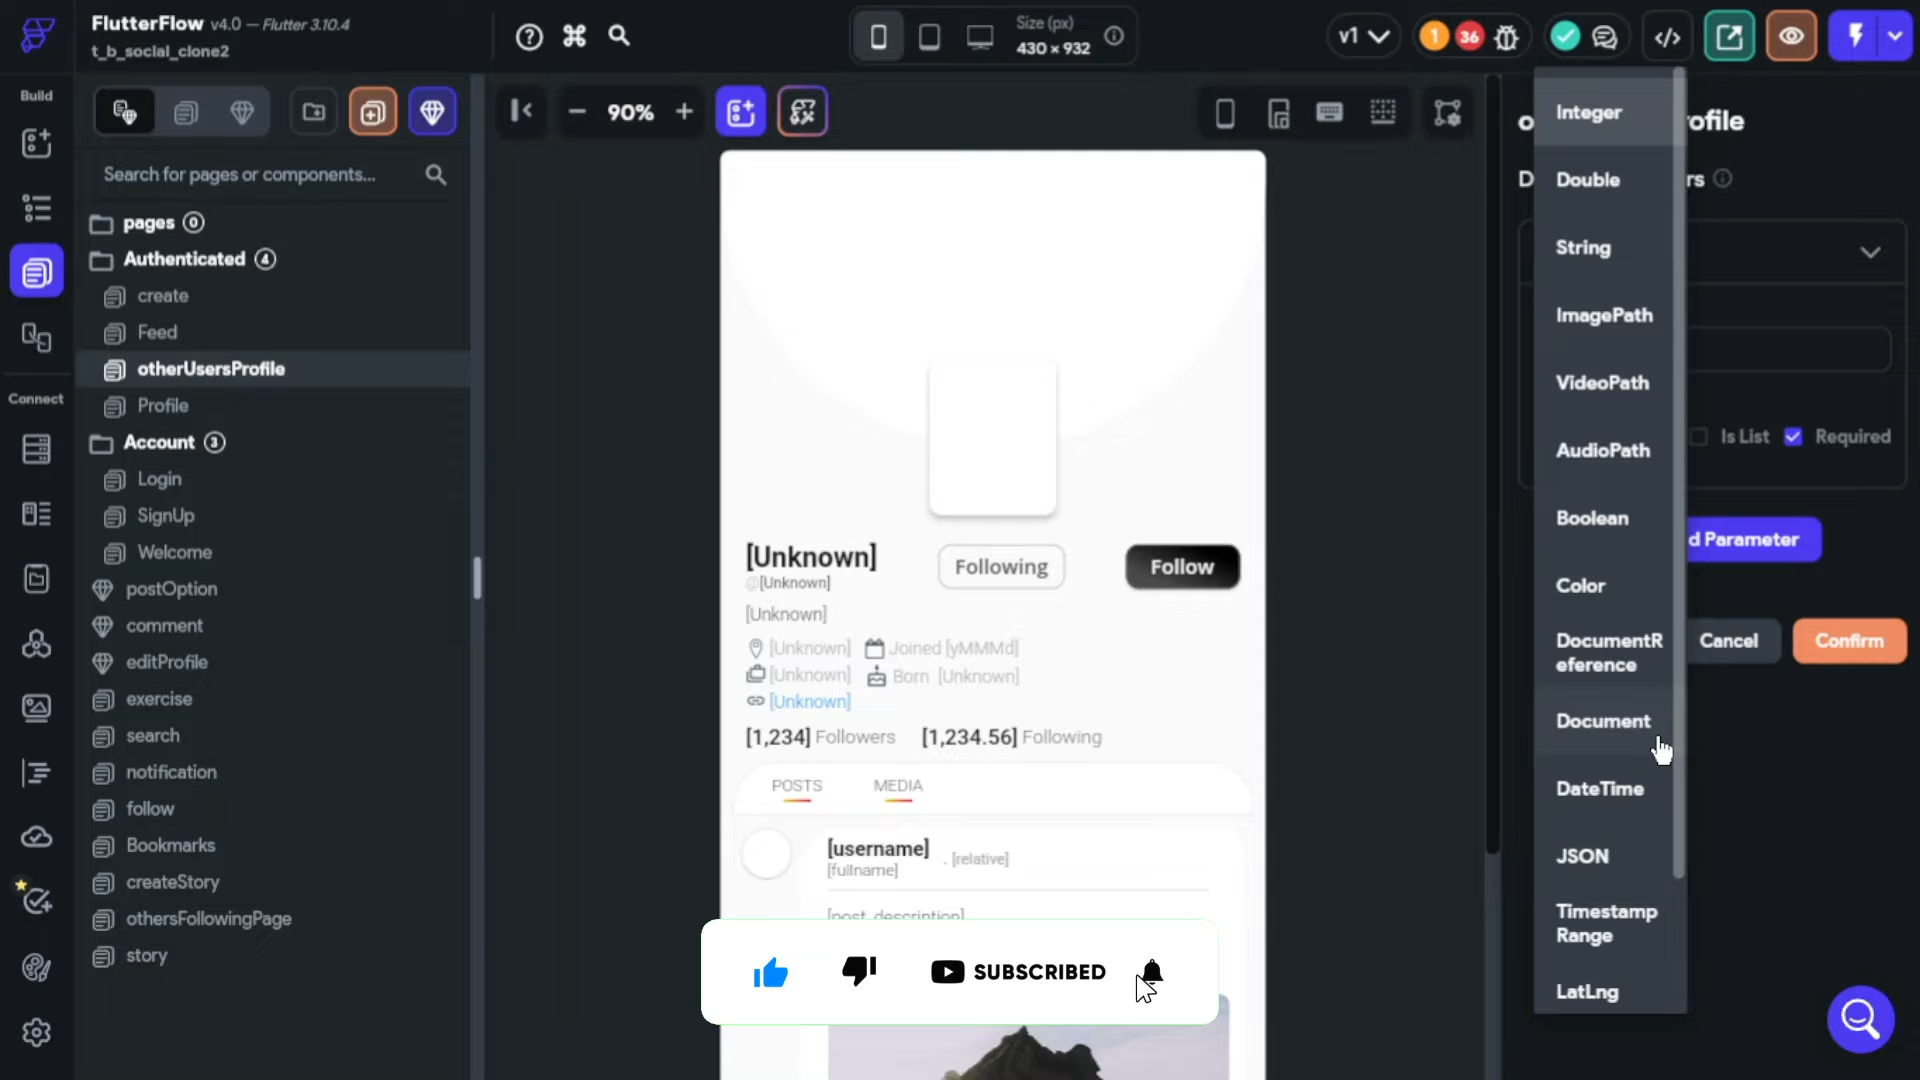 FlutterFlow v4.0 — Flutter 3.10.4
t_b_social_clone2
Size (px)
430 × 932
v1
1
36
Build
Connect
90%
Search for pages or components...
pages 0
Authenticated 4
create
Feed
otherUsersProfile
Profile
Account 3
Login
SignUp
Welcome
postOption
comment
editProfile
exercise
search
notification
follow
Bookmarks
createStory
othersFollowingPage
story
[Unknown]
Following
Follow
@[Unknown]
[Unknown]
[Unknown] Joined [yMMMd]
[Unknown] Born [Unknown]
[Unknown]
[1,234] Followers [1,234.56] Following
POSTS
MEDIA
[username]
. [relative]
[fullname]
[post_description]
SUBSCRIBED
Integer
Double
String
ImagePath
VideoPath
AudioPath
Boolean
Color
DocumentR
eference
Document
DateTime
JSON
Timestamp
Range
LatLng
o
rofile
D
rs
Is List
Required
d Parameter
Cancel
Confirm